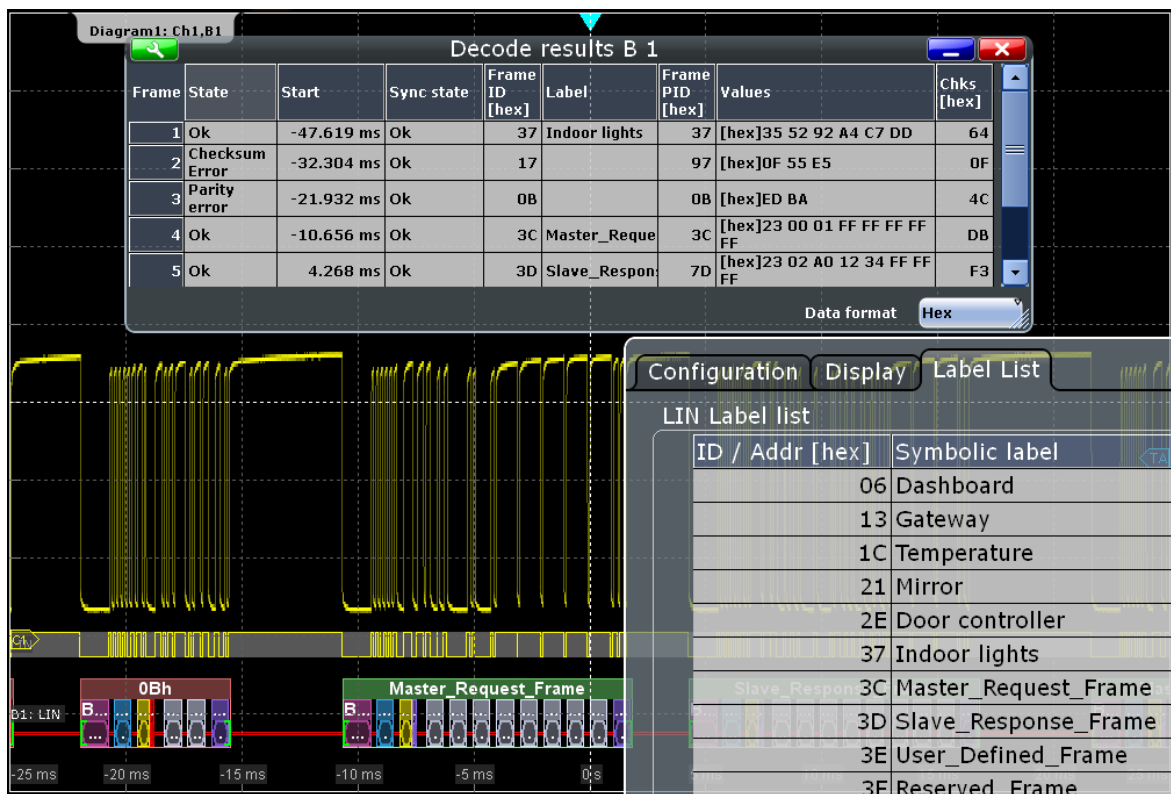 Diagram1: Ch1,B1
Decode results B 1
Frame State Start Sync state Frame ID [hex] Label Frame PID [hex] Values Chks [hex]
1 Ok -47.619 ms Ok 37 Indoor lights 37 [hex]35 52 92 A4 C7 DD 64
2 Checksum Error -32.304 ms Ok 17 97 [hex]0F 55 E5 0F
3 Parity error -21.932 ms Ok 0B 0B [hex]ED BA 4C
4 Ok -10.656 ms Ok 3C Master_Reque 3C [hex]23 00 01 FF FF FF FF FF DB
5 Ok 4.268 ms Ok 3D Slave_Respon 7D [hex]23 02 A0 12 34 FF FF FF F3
Data format Hex
Configuration Display Label List
LIN Label list
ID / Addr [hex] Symbolic label
TA
06 Dashboard
13 Gateway
1C Temperature
21 Mirror
2E Door controller
37 Indoor lights
3C Master_Request_Frame
3D Slave_Response_Frame
3E User_Defined_Frame
3F Reserved_Frame
0Bh Master_Request_Frame
B1: LIN B... ... ... ... ... ... B... ... ... ... ... ... ... ... ... ... ...
-25 ms -20 ms -15 ms -10 ms -5 ms 0 s